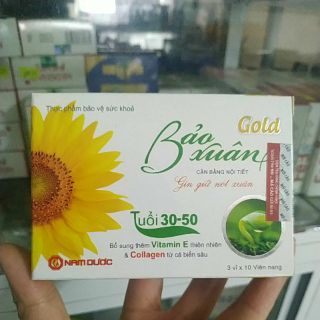 Thực phẩm bảo vệ sức khoẻ
Gold
Bảo
xuân
CÂN BẰNG NỘI TIẾT
Gìn giữ nét xuân
Tuổi 30-50
Bổ sung thêm Vitamin E thiên nhiên
& Collagen từ cá biển sâu
NAM DƯỢC
3 vỉ x 10 Viên nang